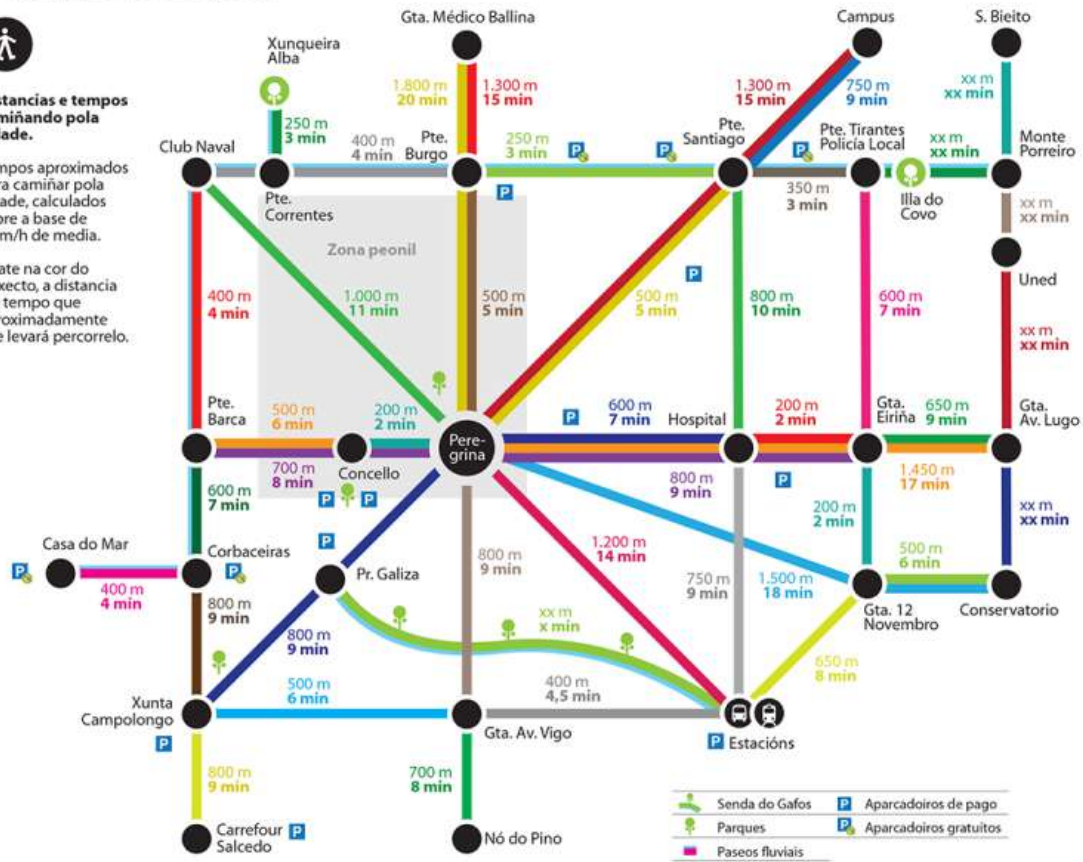 stancias e tempos
miñando pola
dade.
mpos aproximados
ra camiñar pola
dade, calculados
bre a base de
m/h de media.
ate na cor do
xecto, a distancia
tempo que
roximadamente
e levará percorrelo.
Gta. Médico Ballina
Campus
S. Bieito
Xunqueira
Alba
1.800 m
20 min
1.300 m
15 min
1.300 m
15 min
750 m
9 min
xx m
xx min
250 m
3 min
Club Naval
400 m
4 min
Pte.
Burgo
250 m
3 min
P
P
Pte.
Santiago
P
Pte. Tirantes
Policía Local
xx m
xx min
Monte
Porreiro
Pte.
Correntes
P
350 m
3 min
Illa do
Covo
xx m
xx min
Zona peonil
P
Uned
400 m
4 min
1.000 m
11 min
500 m
5 min
500 m
5 min
800 m
10 min
600 m
7 min
xx m
xx min
Pte.
Barca
500 m
6 min
200 m
2 min
Pere-
grina
P
600 m
7 min
Hospital
200 m
2 min
Gta.
Eiriña
650 m
9 min
Gta.
Av. Lugo
700 m
8 min
Concello
P
P
800 m
9 min
P
1.450 m
17 min
600 m
7 min
200 m
2 min
xx m
xx min
Casa do Mar
P
400 m
4 min
Corbaceiras
P
P
Pr. Galiza
800 m
9 min
1.200 m
14 min
750 m
9 min
1.500 m
18 min
500 m
6 min
Gta. 12
Novembro
Conservatorio
800 m
9 min
800 m
9 min
xx m
x min
650 m
8 min
Xunta
Campolongo
P
500 m
6 min
400 m
4,5 min
Gta. Av. Vigo
P
Estacións
800 m
9 min
700 m
8 min
Carrefour
Salcedo
P
Nó do Pino
Senda do Gafos
P
Aparcadoiros de pago
Parques
P
Aparcadoiros gratuitos
Paseos fluviais